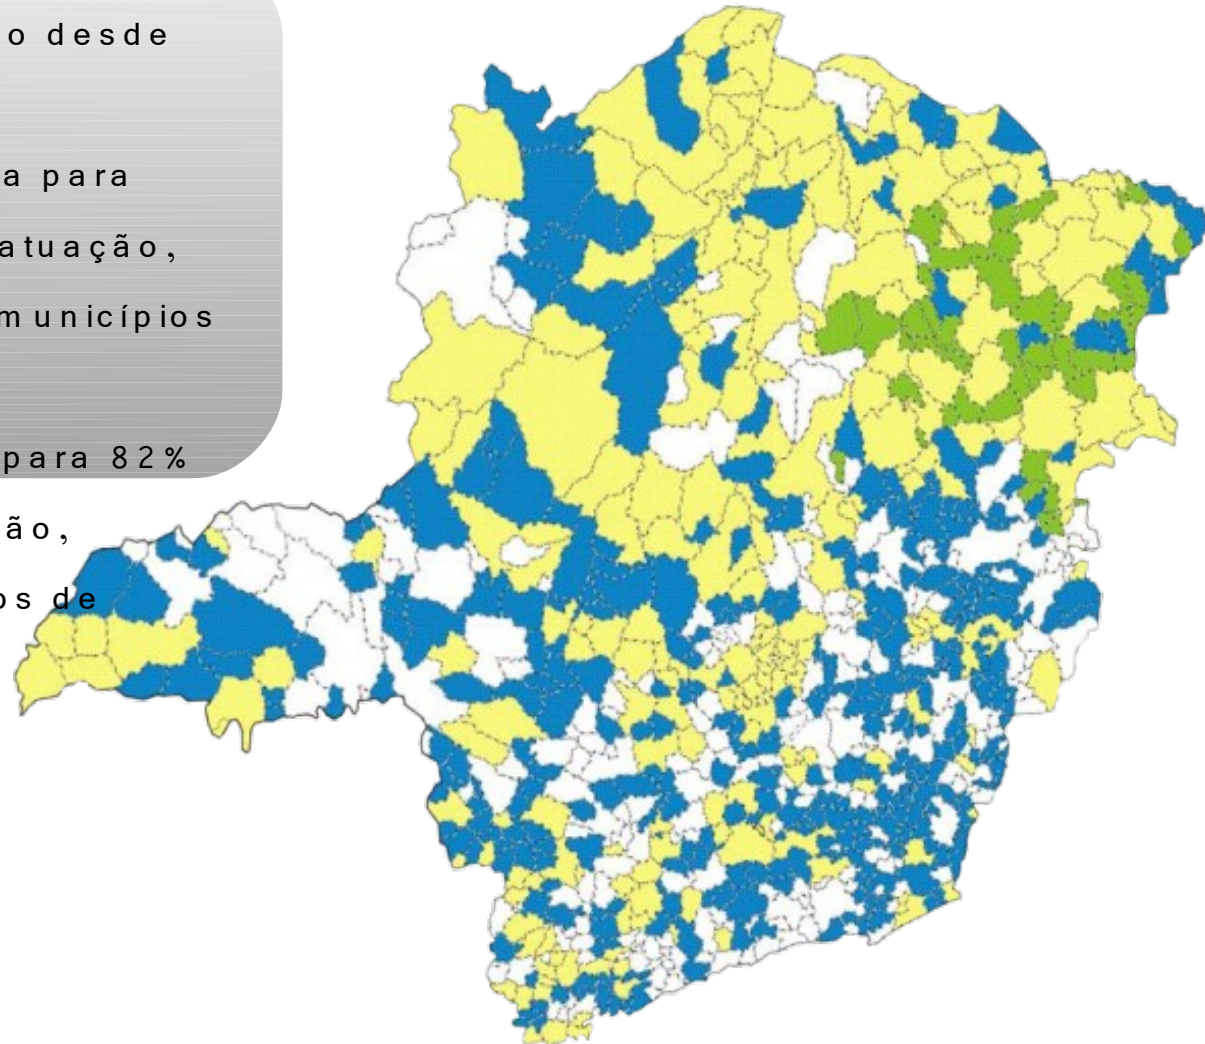 o desde
a para
atuação,
municípios
para 82%
ão,
os de